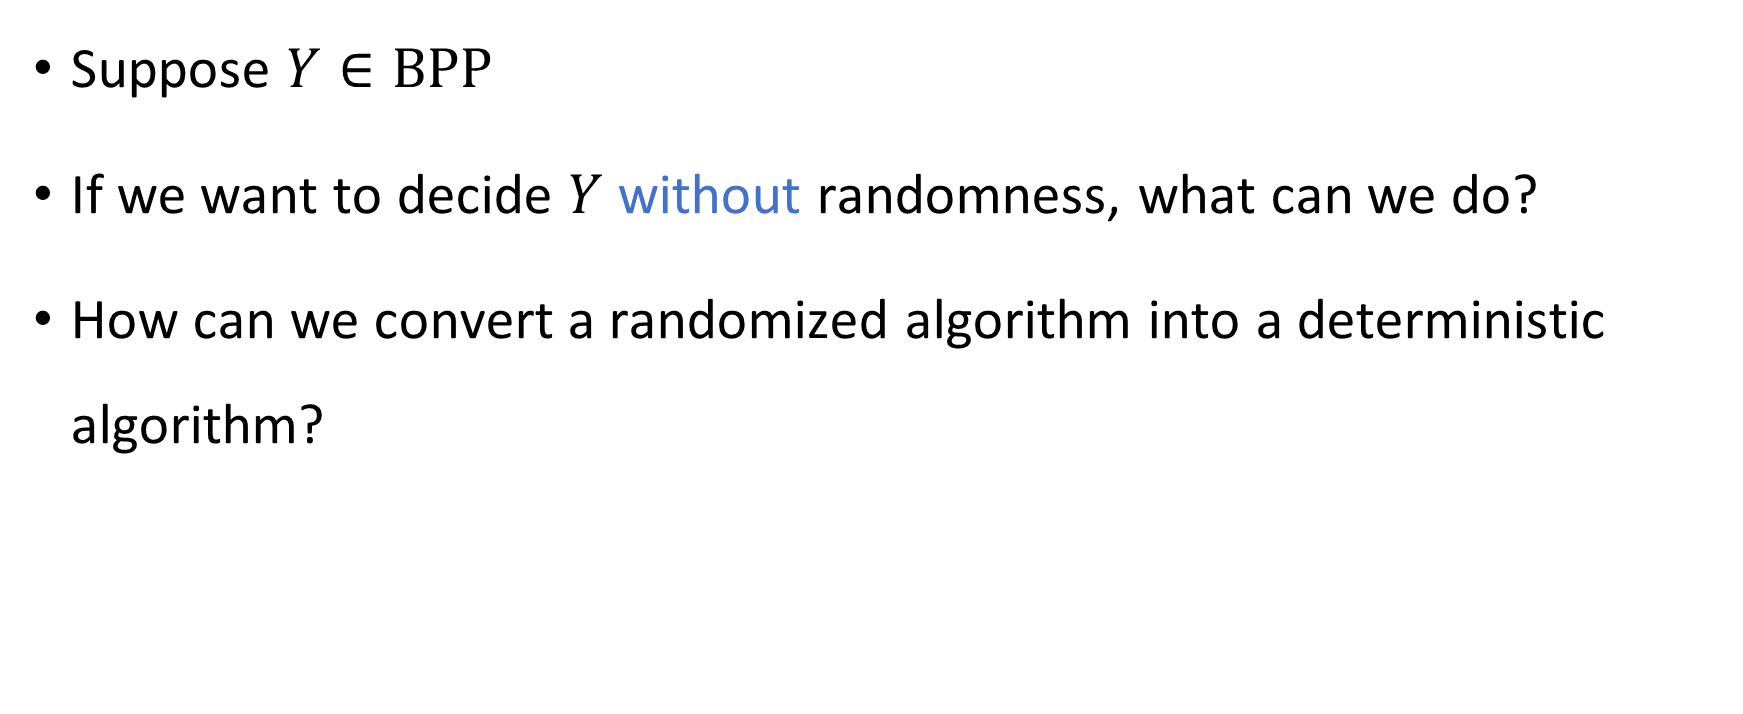 • Suppose 𝑌 ∈ BPP
• If we want to decide 𝑌 without randomness, what can we do?
• How can we convert a randomized algorithm into a deterministic
algorithm?